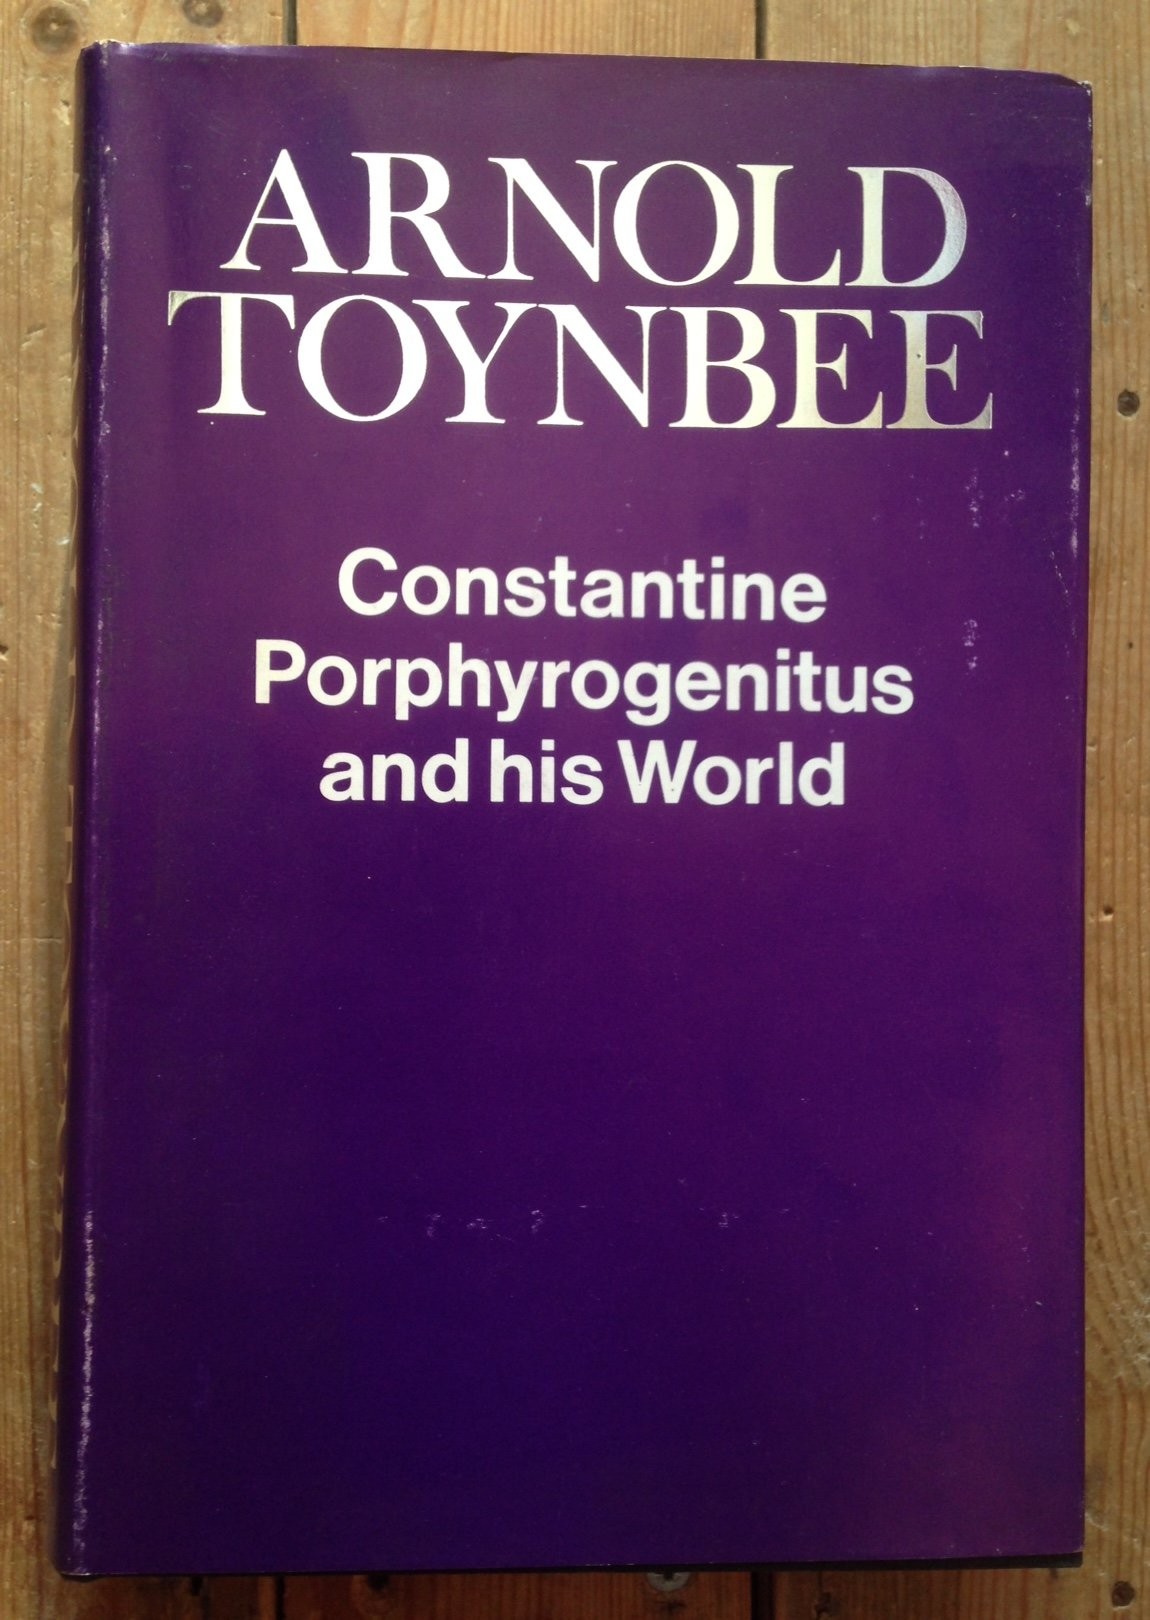 ARNOLD
TOYNBEE
Constantine
Porphyrogenitus
and his World